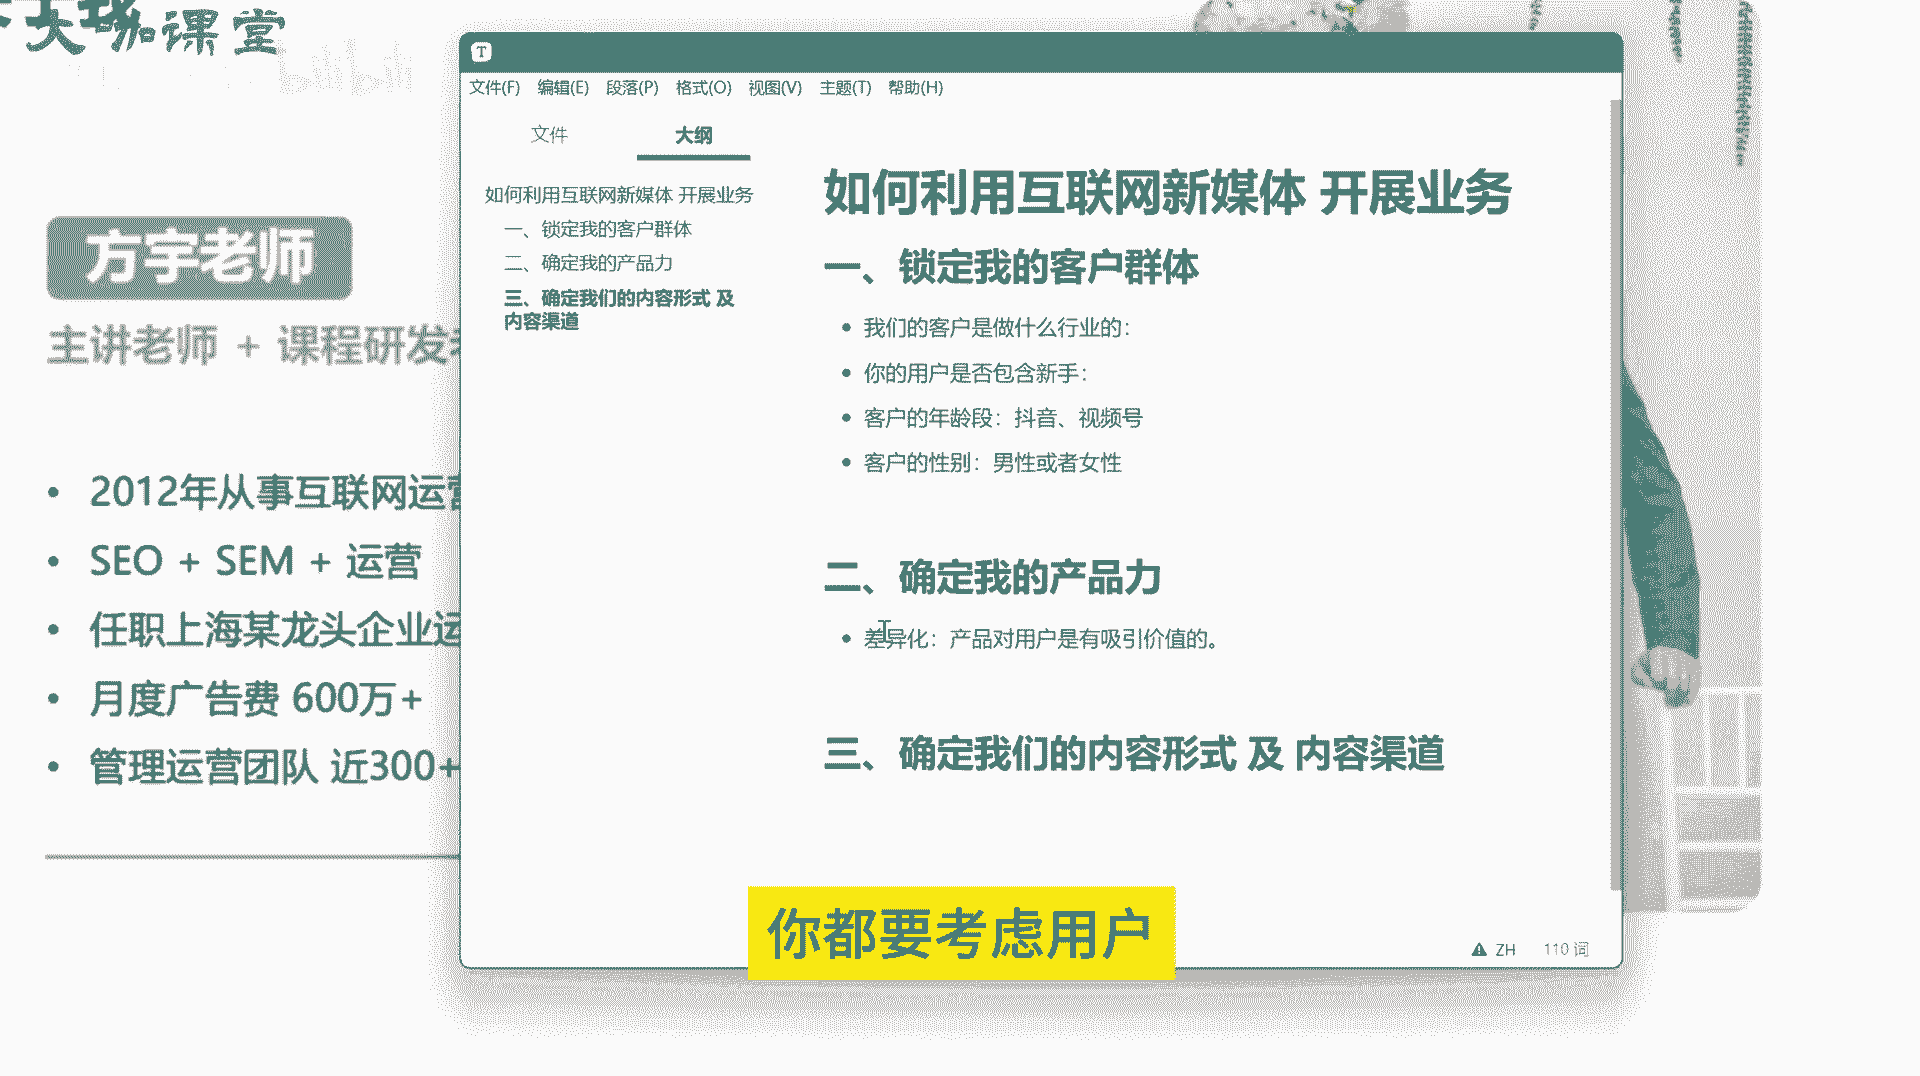 大咖课堂
bilibili
方宇老师
主讲老师 + 课程研发
2012年从事互联网运营
SEO + SEM + 运营
任职上海某龙头企业运
月度广告费 600万+
管理运营团队 近300+
T
文件(F) 编辑(E) 段落(P) 格式(O) 视图(V) 主题(T) 帮助(H)
文件 大纲
如何利用互联网新媒体 开展业务
一、锁定我的客户群体
二、确定我的产品力
三、确定我们的内容形式 及
内容渠道
如何利用互联网新媒体 开展业务
一、锁定我的客户群体
我们的客户是做什么行业的：
你的用户是否包含新手：
客户的年龄段：抖音、视频号
客户的性别：男性或者女性
二、确定我的产品力
差异化：产品对用户是有吸引价值的。
三、确定我们的内容形式 及 内容渠道
你都要考虑用户
ZH 110 词